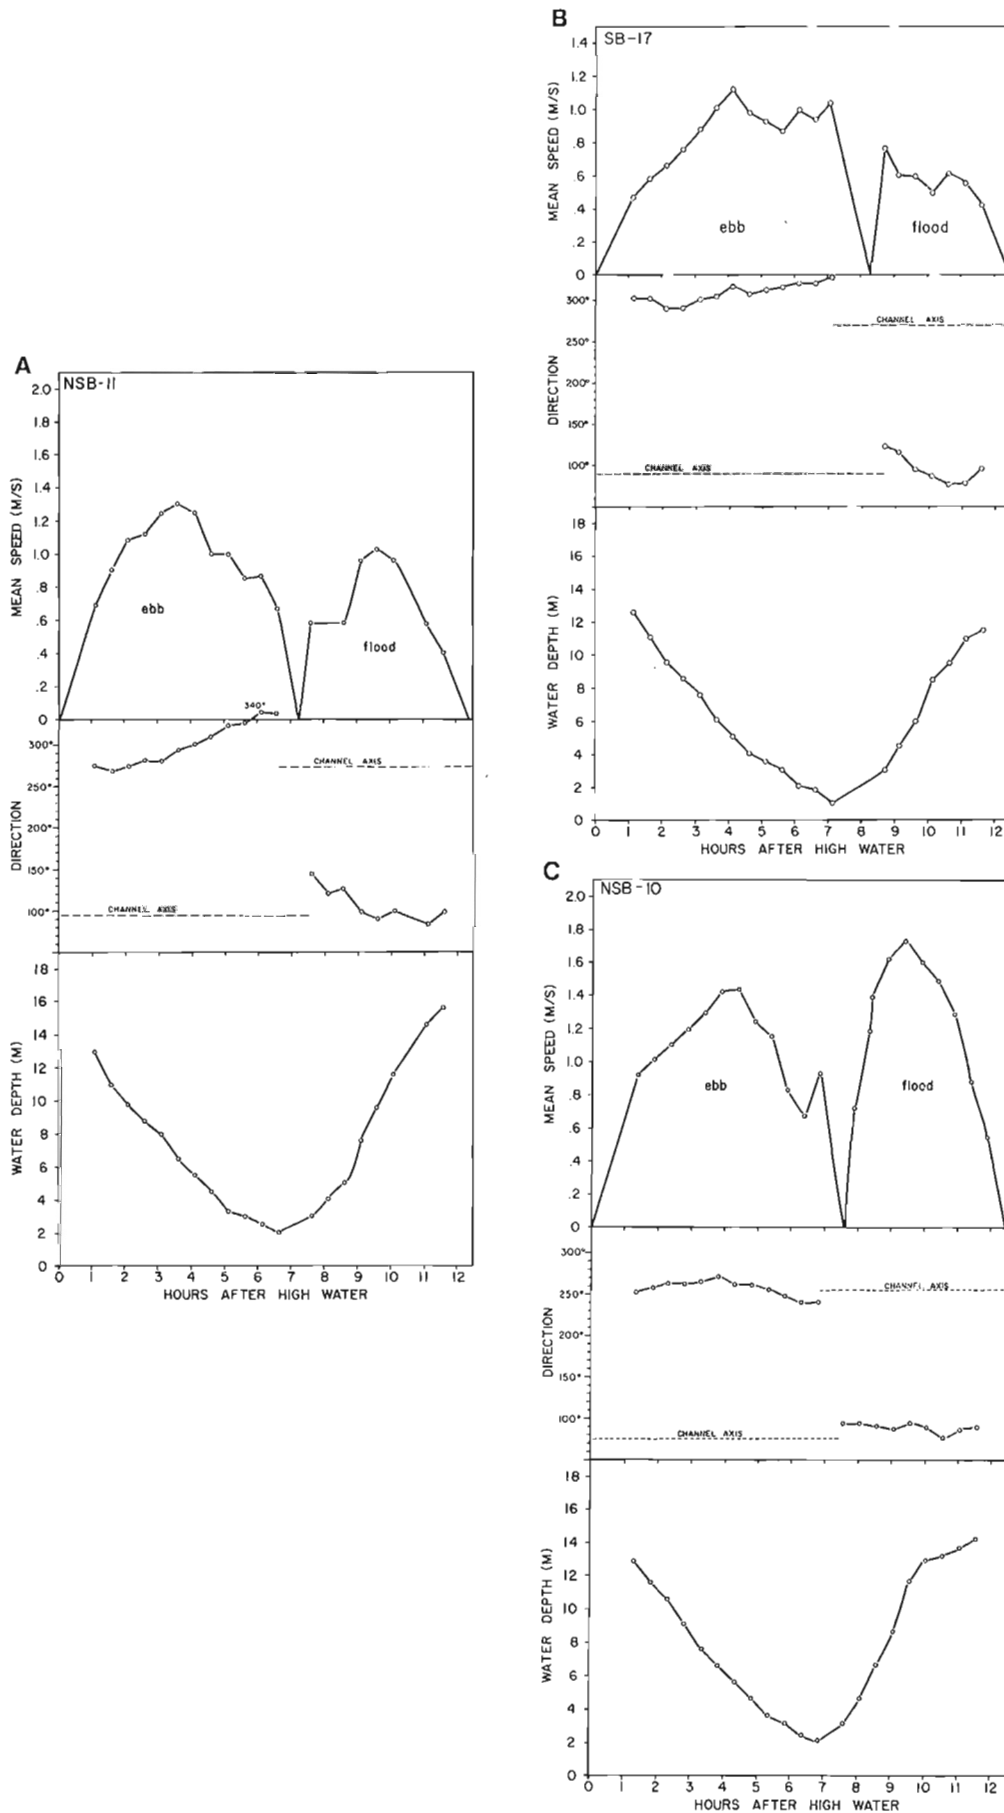 A
NSB-11
2.0
1.8
1.6
1.4
1.2
1.0
.8
.6
.4
.2
0
MEAN SPEED (M/S)
ebb
flood
340°
300°
250°
200°
150°
100°
DIRECTION
CHANNEL AXIS
CHANNEL AXIS
18
16
14
12
10
8
6
4
2
0
WATER DEPTH (M)
0 1 2 3 4 5 6 7 8 9 10 11 12
HOURS AFTER HIGH WATER
B
SB-17
1.4
1.2
1.0
.8
.6
.4
.2
0
MEAN SPEED (M/S)
ebb
flood
300°
250°
200°
150°
100°
DIRECTION
CHANNEL AXIS
CHANNEL AXIS
18
16
14
12
10
8
6
4
2
0
WATER DEPTH (M)
0 1 2 3 4 5 6 7 8 9 10 11 12
HOURS AFTER HIGH WATER
C
NSB-10
2.0
1.8
1.6
1.4
1.2
1.0
.8
.6
.4
.2
0
MEAN SPEED (M/S)
ebb
flood
300°
250°
200°
150°
100°
DIRECTION
CHANNEL AXIS
CHANNEL AXIS
18
16
14
12
10
8
6
4
2
0
WATER DEPTH (M)
0 1 2 3 4 5 6 7 8 9 10 11 12
HOURS AFTER HIGH WATER